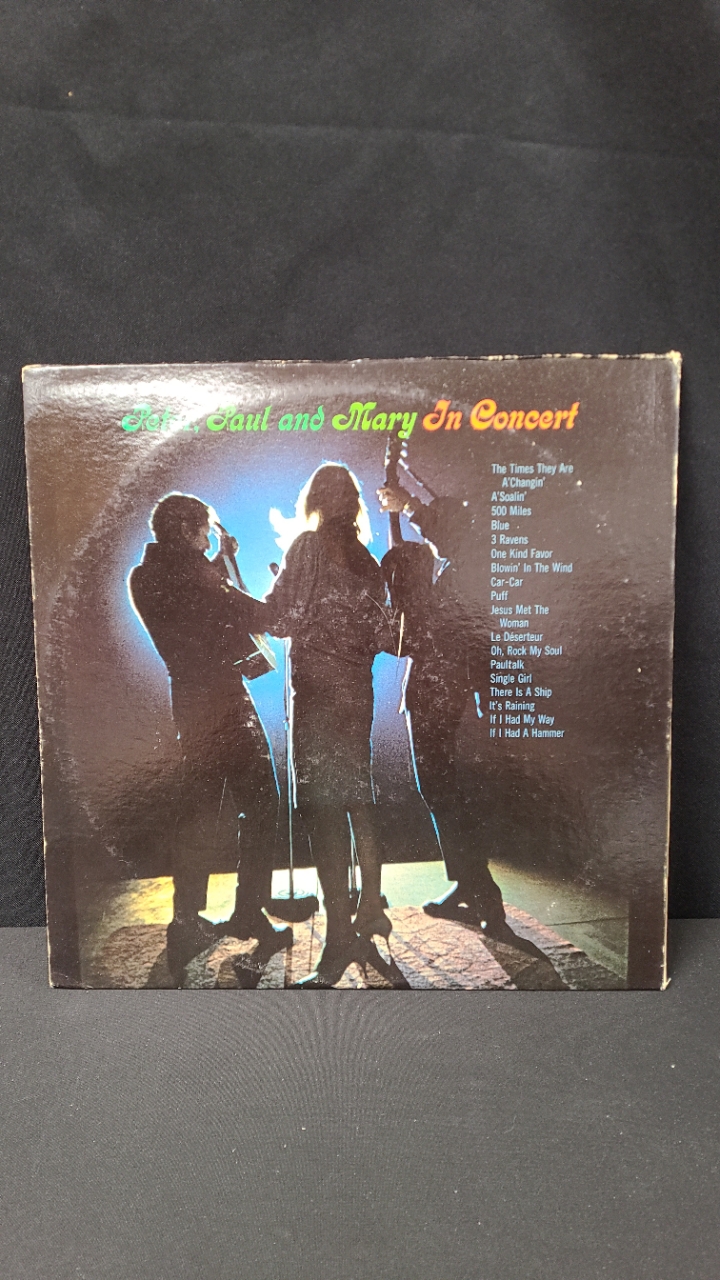 Peter, Paul and Mary In Concert
The Times They Are
A'Changin'
A'Soalin'
500 Miles
Blue
3 Ravens
One Kind Favor
Blowin' In The Wind
Car-Car
Puff
Jesus Met The
Woman
Le Déserteur
Oh, Rock My Soul
Paultalk
Single Girl
There Is A Ship
It's Raining
If I Had My Way
If I Had A Hammer